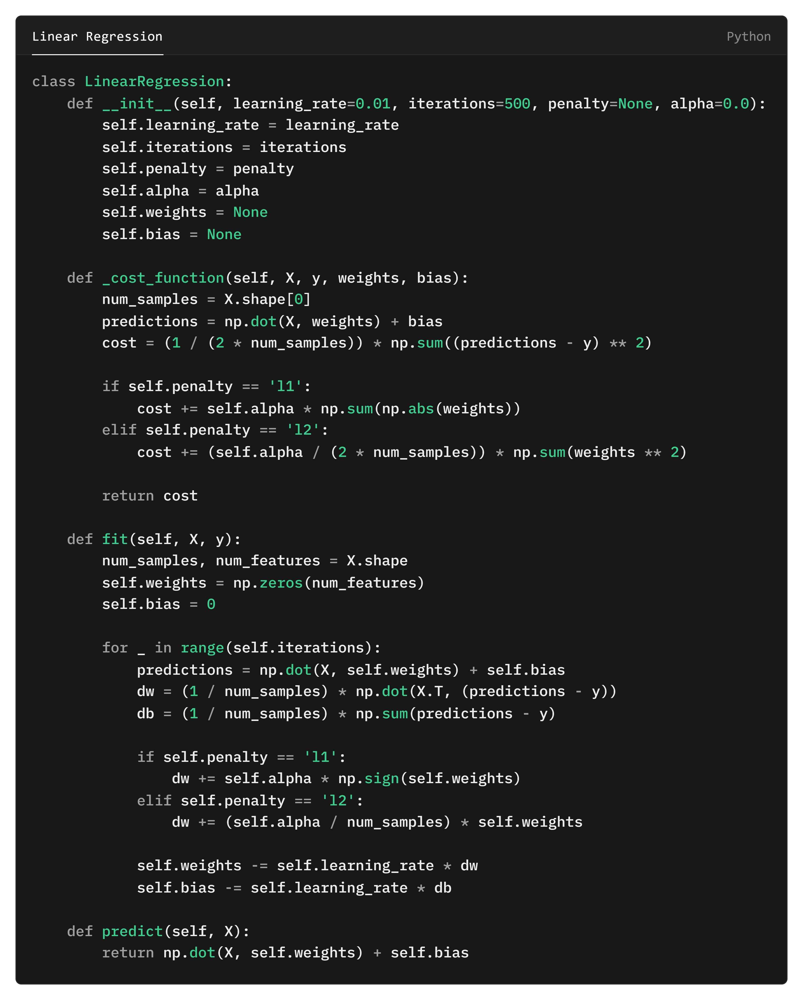 Linear Regression
Python
class LinearRegression:
    def __init__(self, learning_rate=0.01, iterations=500, penalty=None, alpha=0.0):
        self.learning_rate = learning_rate
        self.iterations = iterations
        self.penalty = penalty
        self.alpha = alpha
        self.weights = None
        self.bias = None

    def _cost_function(self, X, y, weights, bias):
        num_samples = X.shape[0]
        predictions = np.dot(X, weights) + bias
        cost = (1 / (2 * num_samples)) * np.sum((predictions - y) ** 2)

        if self.penalty == 'l1':
            cost += self.alpha * np.sum(np.abs(weights))
        elif self.penalty == 'l2':
            cost += (self.alpha / (2 * num_samples)) * np.sum(weights ** 2)

        return cost

    def fit(self, X, y):
        num_samples, num_features = X.shape
        self.weights = np.zeros(num_features)
        self.bias = 0

        for _ in range(self.iterations):
            predictions = np.dot(X, self.weights) + self.bias
            dw = (1 / num_samples) * np.dot(X.T, (predictions - y))
            db = (1 / num_samples) * np.sum(predictions - y)

            if self.penalty == 'l1':
                dw += self.alpha * np.sign(self.weights)
            elif self.penalty == 'l2':
                dw += (self.alpha / num_samples) * self.weights

            self.weights -= self.learning_rate * dw
            self.bias -= self.learning_rate * db

    def predict(self, X):
        return np.dot(X, self.weights) + self.bias